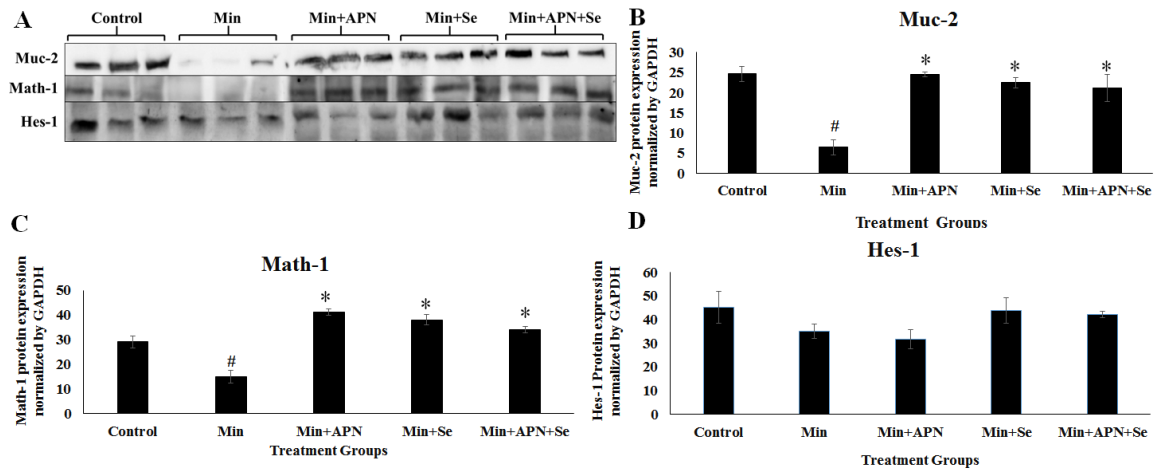 A
Control Min Min+APN Min+Se Min+APN+Se
Muc-2
Math-1
Hes-1
B
Muc-2
Muc-2 protein expression
normalized by GAPDH
30
25
20
15
10
5
0
#
*
*
*
Control Min Min+APN Min+Se Min+APN+Se
Treatment Groups
C
Math-1
Math-1 protein expression
normalized by GAPDH
50
40
30
20
10
0
#
*
*
*
Control Min Min+APN Min+Se Min+APN+Se
Treatment Groups
D
Hes-1
Hes-1 Protein expression
normalized by GAPDH
60
50
40
30
20
10
0
Control Min Min+APN Min+Se Min+APN+Se
Treatment Groups